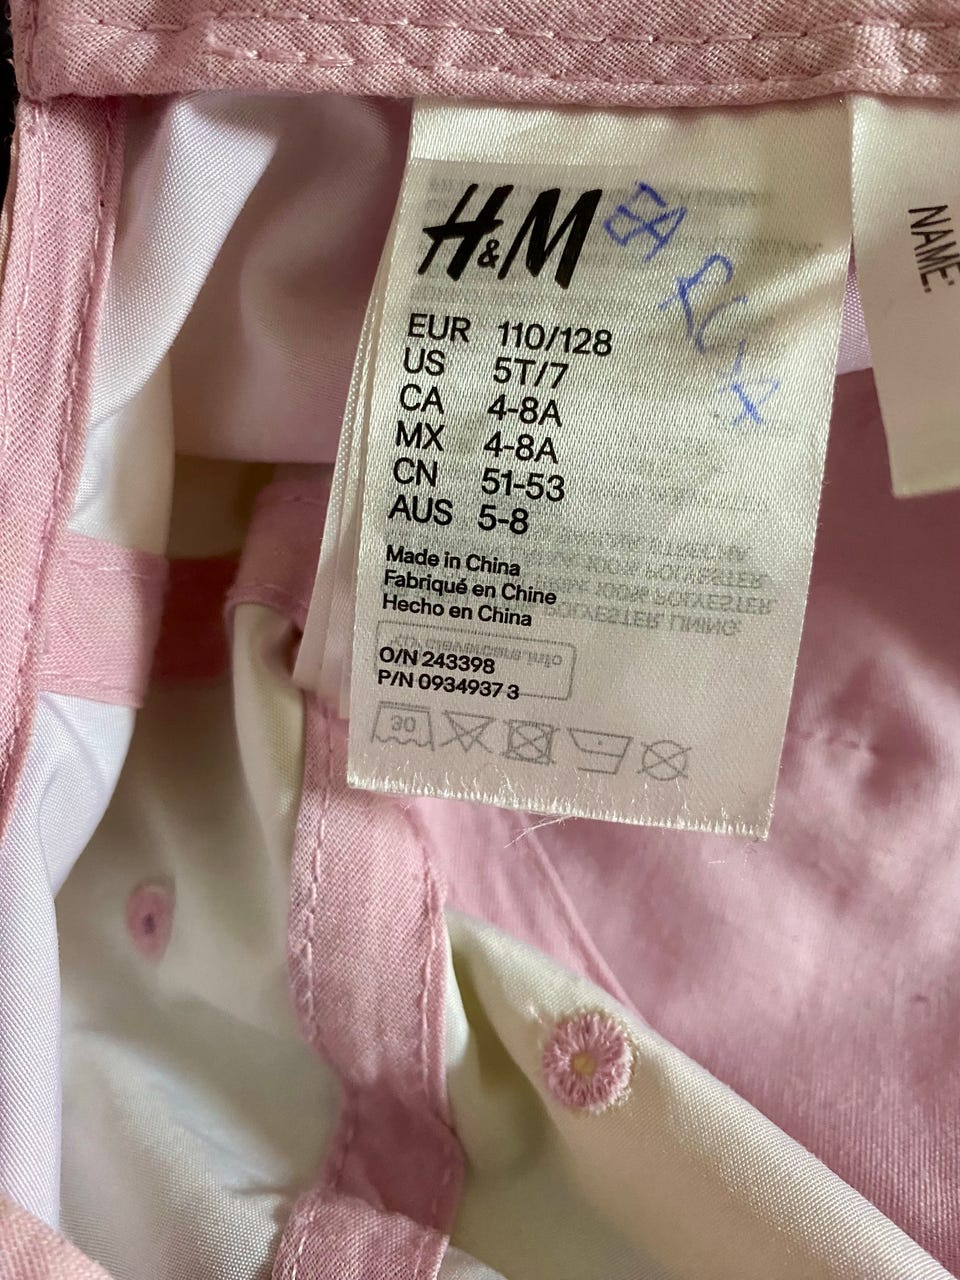 H&M
EUR 110/128
US 5T/7
CA 4-8A
MX 4-8A
CN 51-53
AUS 5-8
Made in China
Fabriqué en Chine
Hecho en China
O/N 243398
P/N 0934937 3
30
NAME: